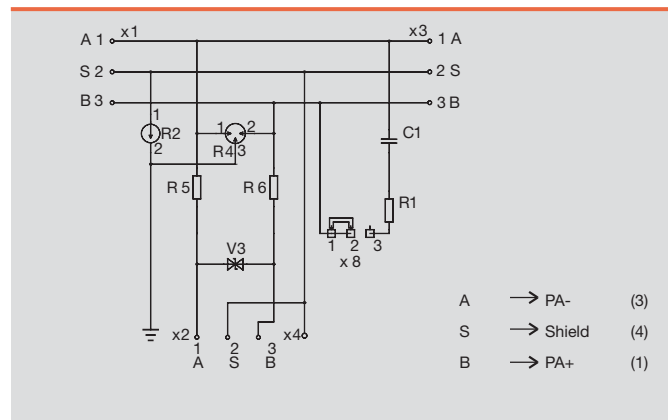 A 1 x1 x3 1 A
S 2 2 S
B 3 3 B
1 R2 2
1 2 R4 3
C1
R 5 R 6
R1
1 2 3
x 8
V3
x2 1 2 3 x4
A S B
A → PA- (3)
S → Shield (4)
B → PA+ (1)